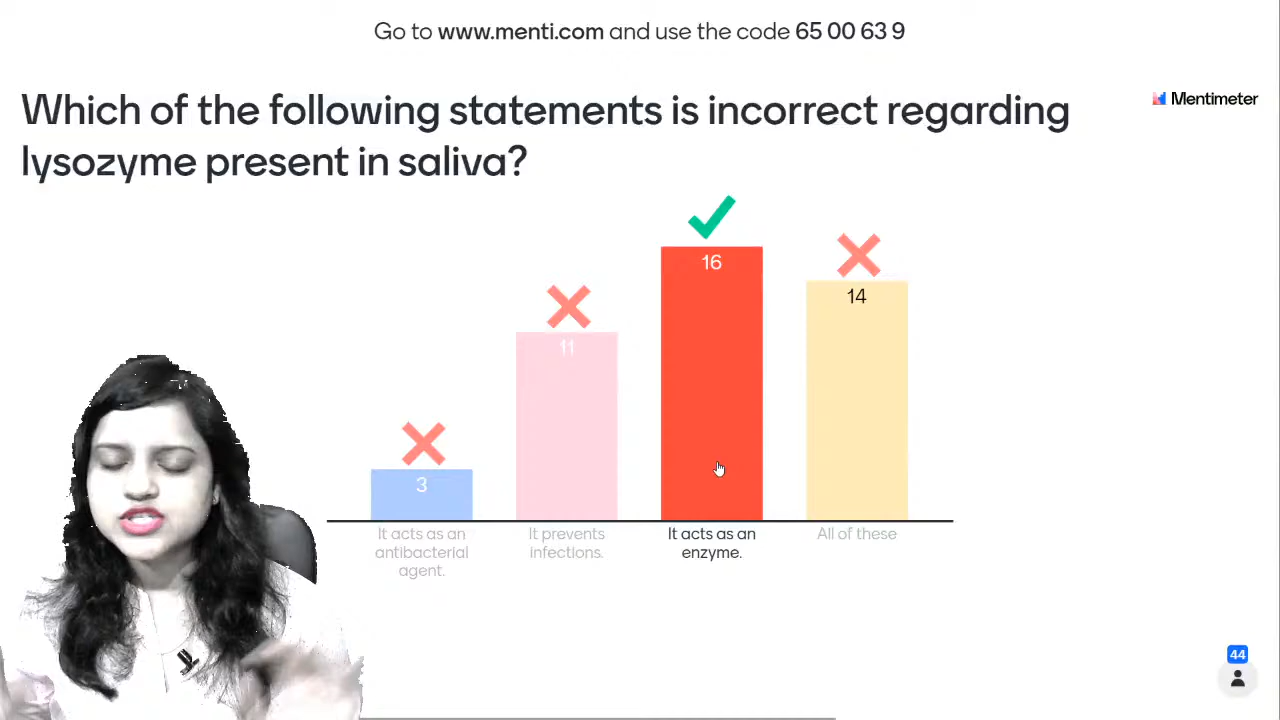 Go to www.menti.com and use the code 65 00 63 9
Which of the following statements is incorrect regarding
lysozyme present in saliva?
Mentimeter
3
11
16
14
It acts as an
antibacterial
agent.
It prevents
infections.
It acts as an
enzyme.
All of these
44